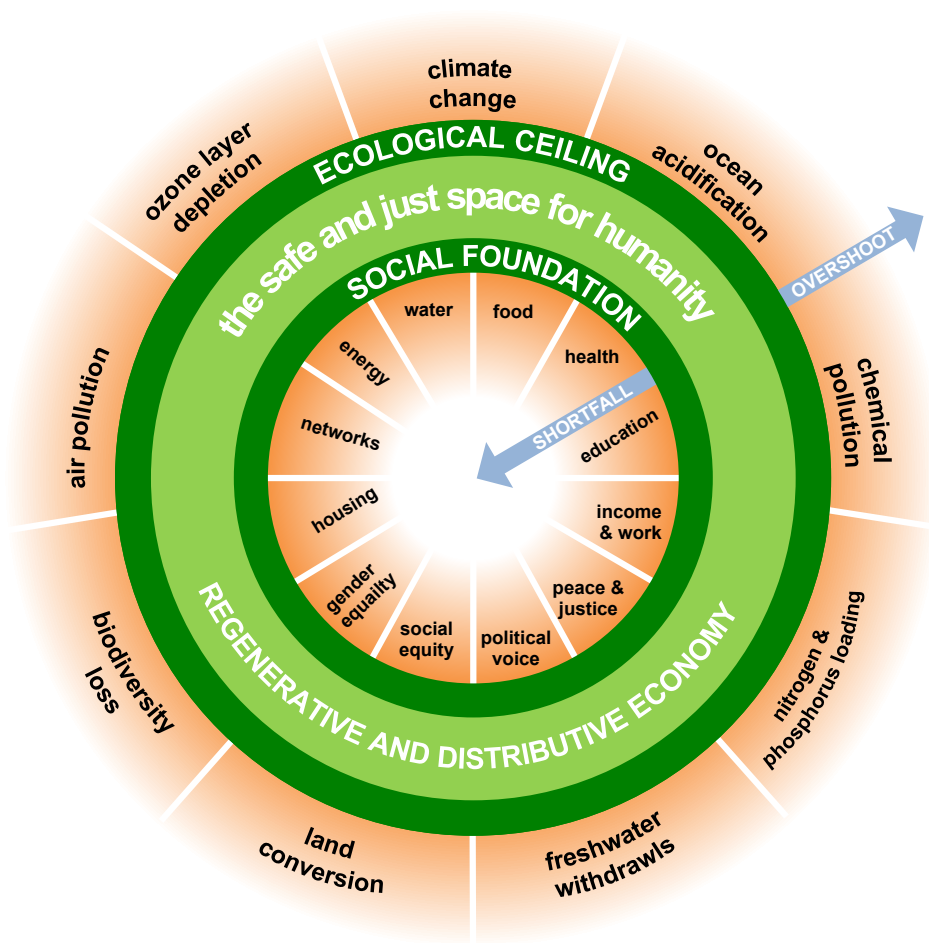 climate
change
ocean
acidification
OVERSHOOT
chemical
pollution
nitrogen &
phosphorus loading
freshwater
withdrawls
land
conversion
biodiversity
loss
air pollution
ozone layer
depletion
ECOLOGICAL CEILING
the safe and just space for humanity
SOCIAL FOUNDATION
water
food
health
SHORTFALL
education
income
& work
peace &
justice
political
voice
social
equity
gender
equailty
housing
networks
energy
REGENERATIVE AND DISTRIBUTIVE ECONOMY